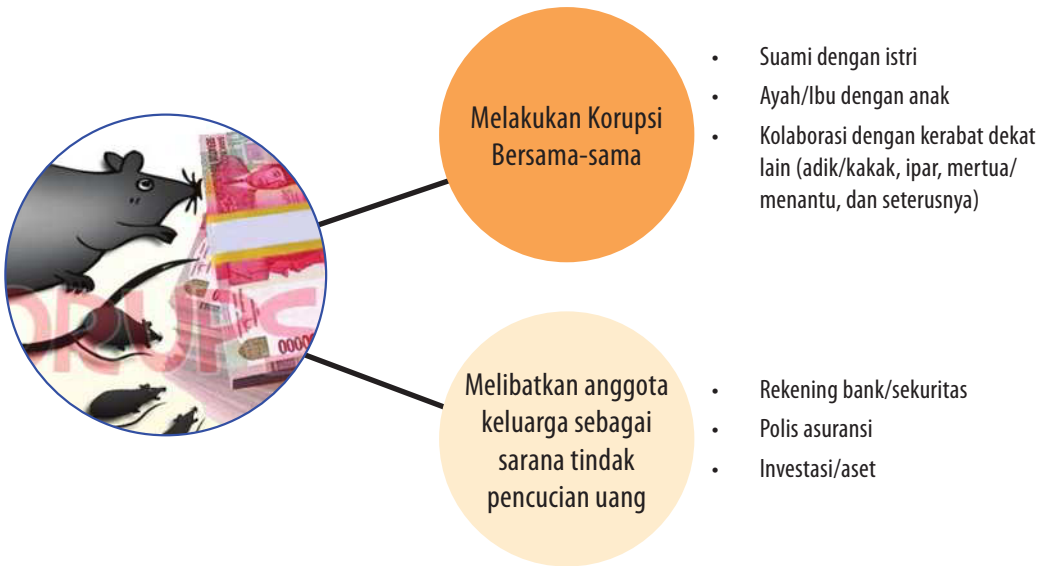 Melakukan Korupsi
Bersama-sama
• Suami dengan istri
• Ayah/Ibu dengan anak
• Kolaborasi dengan kerabat dekat
lain (adik/kakak, ipar, mertua/
menantu, dan seterusnya)
ORUPS
0000
Melibatkan anggota
keluarga sebagai
sarana tindak
pencucian uang
• Rekening bank/sekuritas
• Polis asuransi
• Investasi/aset